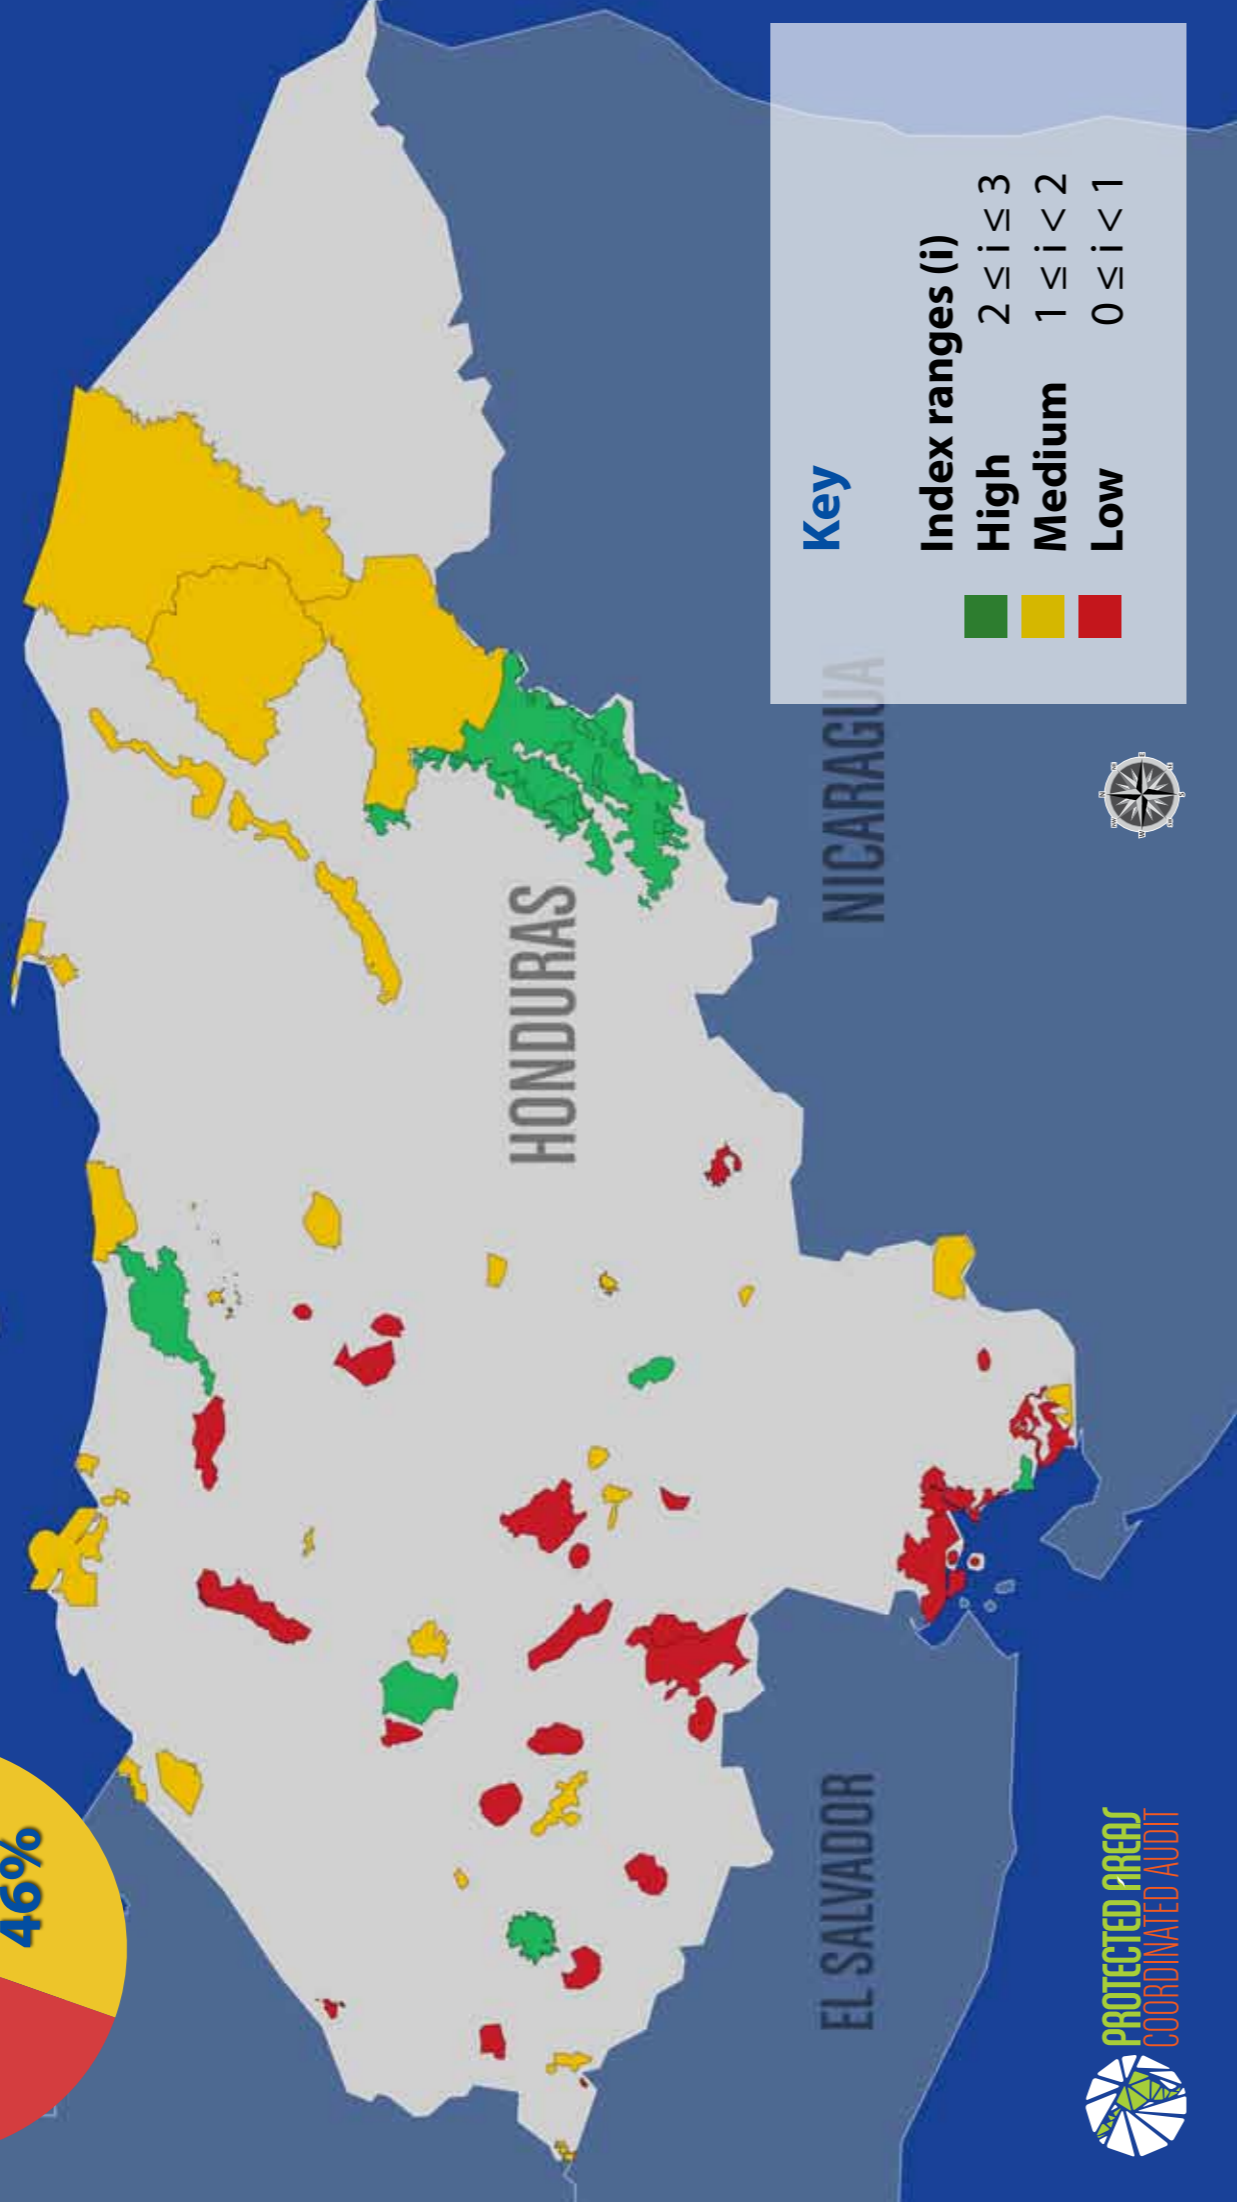 46%
HONDURAS
NICARAGUA
EL SALVADOR
Key
Index ranges (i)
High 2 ≤ i ≤ 3
Medium 1 ≤ i < 2
Low 0 ≤ i < 1
PROTECTED AREAS
COORDINATED AUDIT